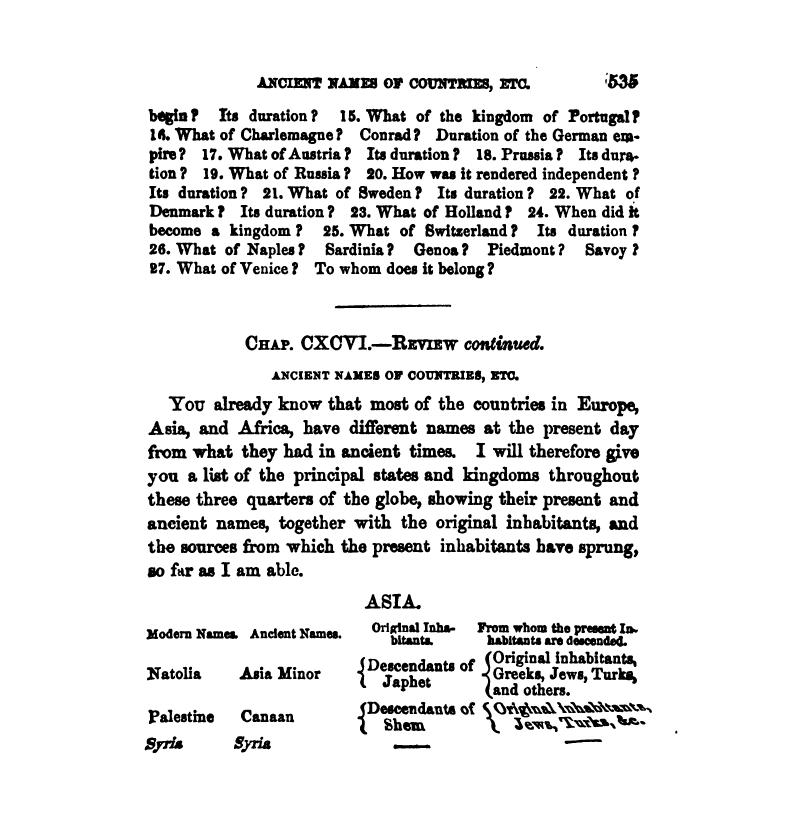 ANCIENT NAMES OF COUNTRIES, ETC. 535
begin? Its duration? 15. What of the kingdom of Portugal?
16. What of Charlemagne? Conrad? Duration of the German em-
pire? 17. What of Austria? Its duration? 18. Prussia? Its dura-
tion? 19. What of Russia? 20. How was it rendered independent?
Its duration? 21. What of Sweden? Its duration? 22. What of
Denmark? Its duration? 23. What of Holland? 24. When did it
become a kingdom? 25. What of Switzerland? Its duration?
26. What of Naples? Sardinia? Genoa? Piedmont? Savoy?
27. What of Venice? To whom does it belong?
CHAP. CXCVI.—REVIEW continued.
ANCIENT NAMES OF COUNTRIES, ETC.
YOU already know that most of the countries in Europe,
Asia, and Africa, have different names at the present day
from what they had in ancient times. I will therefore give
you a list of the principal states and kingdoms throughout
these three quarters of the globe, showing their present and
ancient names, together with the original inhabitants, and
the sources from which the present inhabitants have sprung,
so far as I am able.
ASIA.
Modern Names. Ancient Names. Original Inha- From whom the present In-
bitants. habitants are descended.
Natolia Asia Minor { Descendants of Japhet { Original inhabitants,
Greeks, Jews, Turks,
and others.
Palestine Canaan { Descendants of Shem { Original inhabitants,
Jews, Turks, &c.
Syria Syria — —